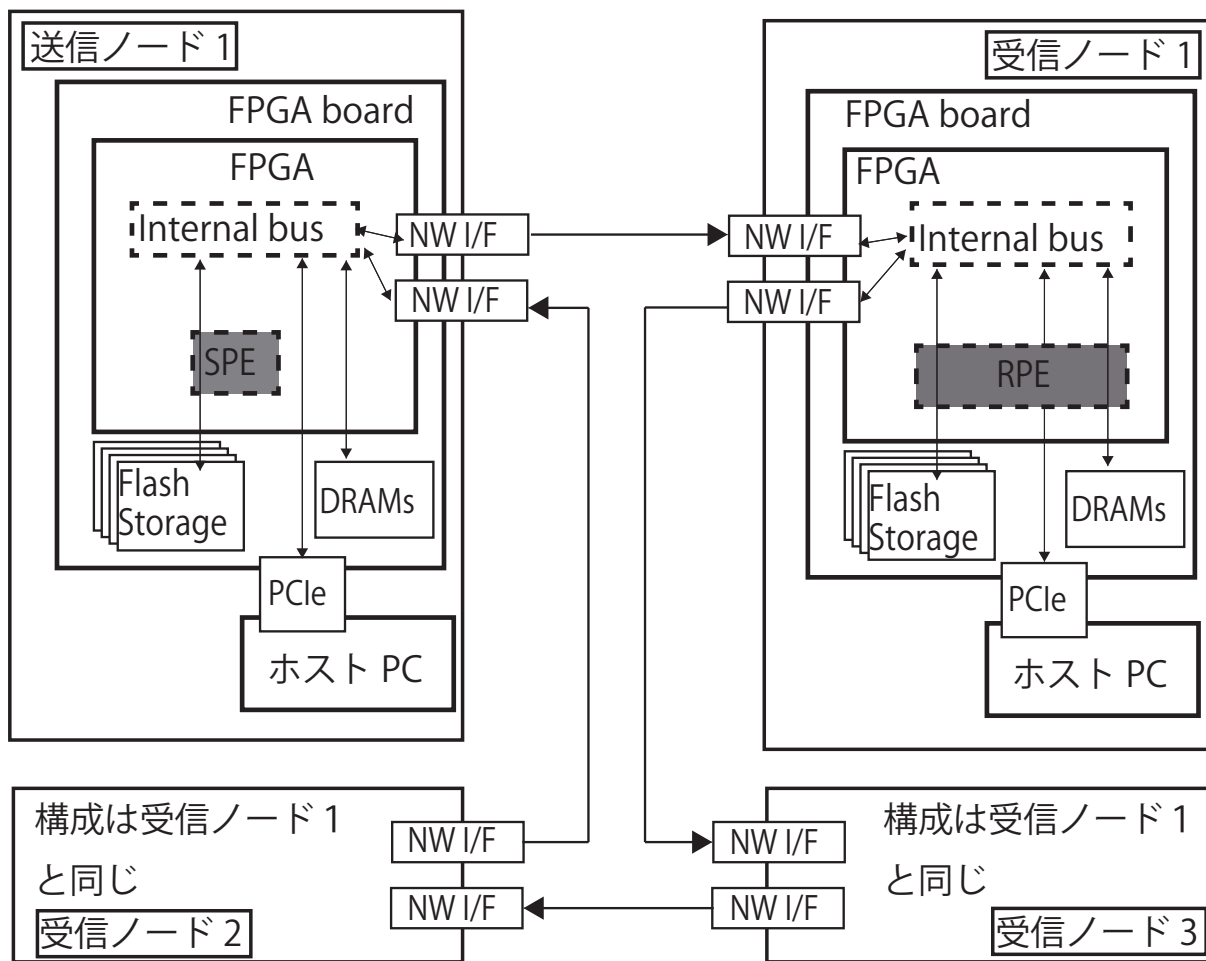 送信ノード 1
FPGA board
FPGA
Internal bus
NW I/F
NW I/F
SPE
Flash
Storage
DRAMs
PCIe
ホスト PC
受信ノード 1
FPGA board
FPGA
Internal bus
NW I/F
NW I/F
RPE
Flash
Storage
DRAMs
PCIe
ホスト PC
構成は受信ノード 1
と同じ
受信ノード 2
NW I/F
NW I/F
NW I/F
NW I/F
構成は受信ノード 1
と同じ
受信ノード 3